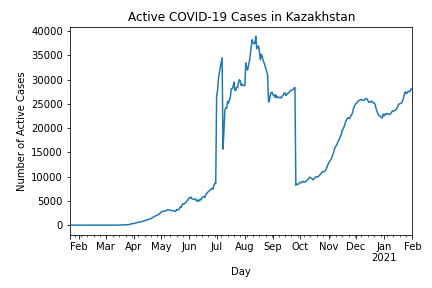 Active COVID-19 Cases in Kazakhstan
40000
35000
30000
25000
20000
15000
10000
5000
0
Number of Active Cases
Feb Mar Apr May Jun Jul Aug Sep Oct Nov Dec Jan Feb
2021
Day